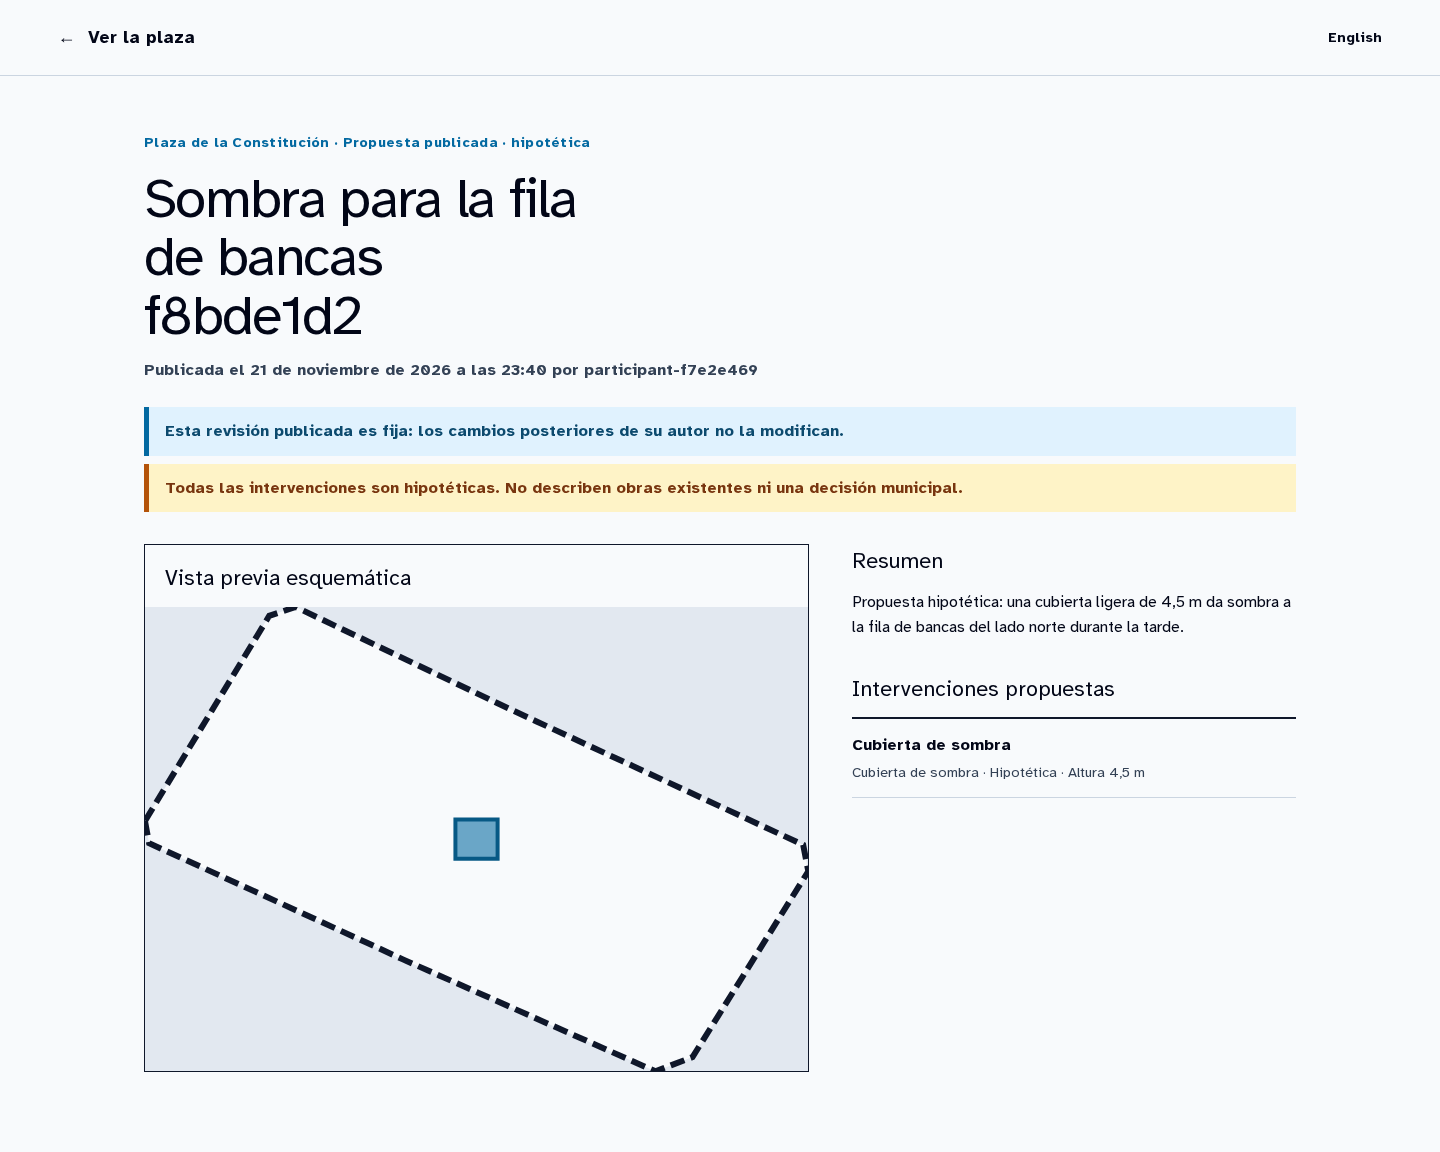 ← Ver la plaza
English
Plaza de la Constitución · Propuesta publicada · hipotética
Sombra para la fila
de bancas
f8bde1d2
Publicada el 21 de noviembre de 2026 a las 23:40 por participant-f7e2e469
Esta revisión publicada es fija: los cambios posteriores de su autor no la modifican.
Todas las intervenciones son hipotéticas. No describen obras existentes ni una decisión municipal.
Vista previa esquemática
Resumen
Propuesta hipotética: una cubierta ligera de 4,5 m da sombra a
la fila de bancas del lado norte durante la tarde.
Intervenciones propuestas
Cubierta de sombra
Cubierta de sombra · Hipotética · Altura 4,5 m